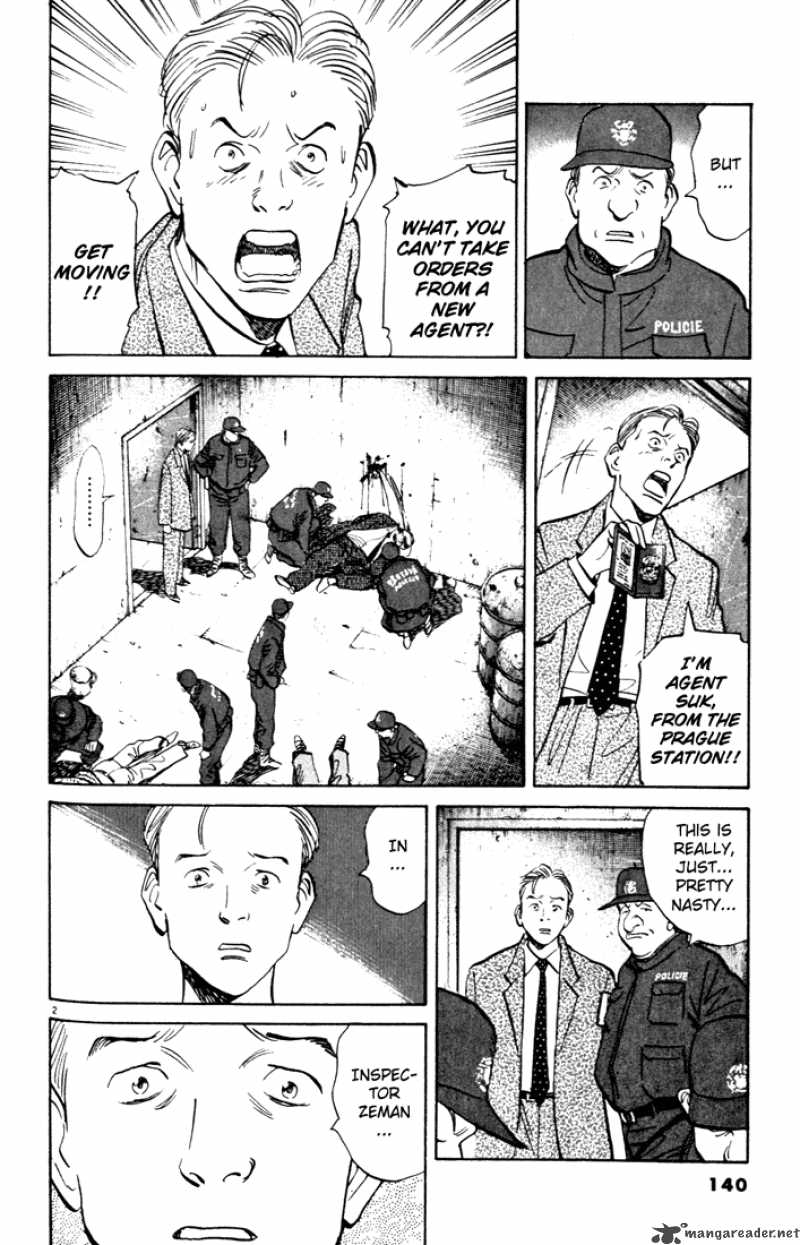 BUT
...
POLICIE
WHAT, YOU
CAN'T TAKE
ORDERS
FROM A
NEW
AGENT?!
GET
MOVING
!!
I'M
AGENT
SUK,
FROM THE
PRAGUE
STATION!!
.......
THIS IS
REALLY,
JUST...
PRETTY
NASTY...
POLICIE
IN
...
2
INSPEC-
TOR
ZEMAN
...
140
mangareader.net